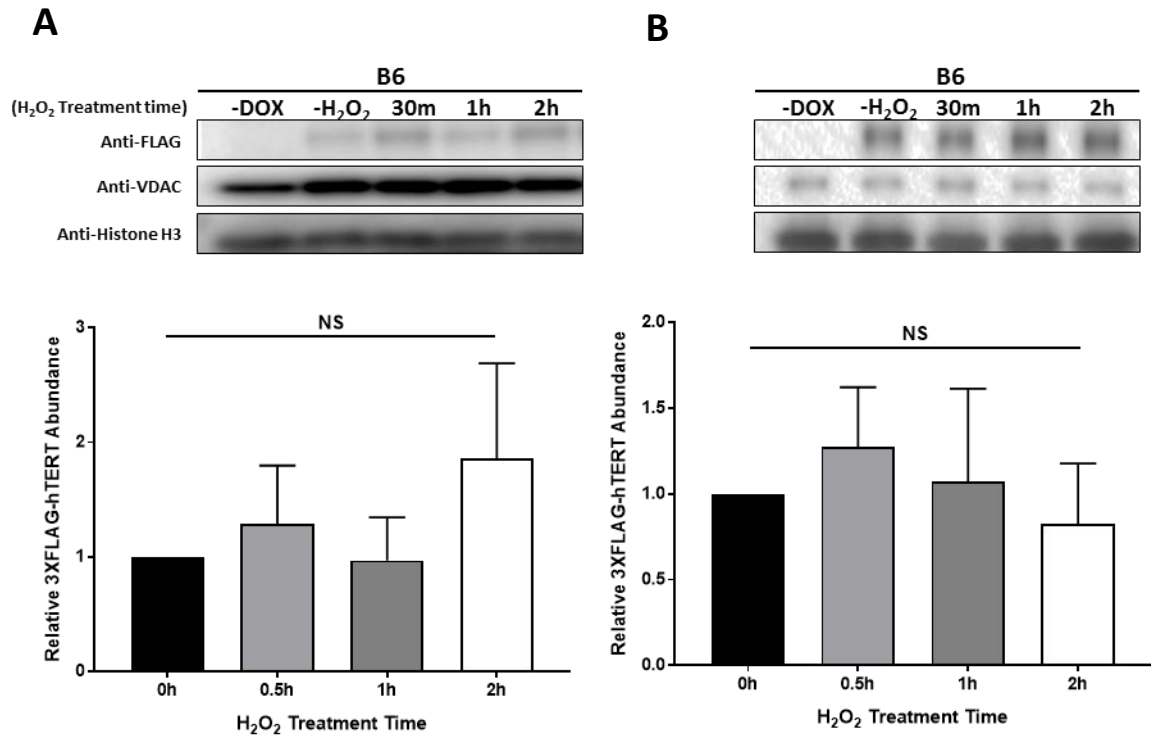 A
B6
(H₂O₂ Treatment time) -DOX -H₂O₂ 30m 1h 2h
Anti-FLAG
Anti-VDAC
Anti-Histone H3
NS
Relative 3XFLAG-hTERT Abundance
3
2
1
0
0h 0.5h 1h 2h
H₂O₂ Treatment Time
B
B6
-DOX -H₂O₂ 30m 1h 2h
NS
Relative 3XFLAG-hTERT Abundance
2.0
1.5
1.0
0.5
0.0
0h 0.5h 1h 2h
H₂O₂ Treatment Time